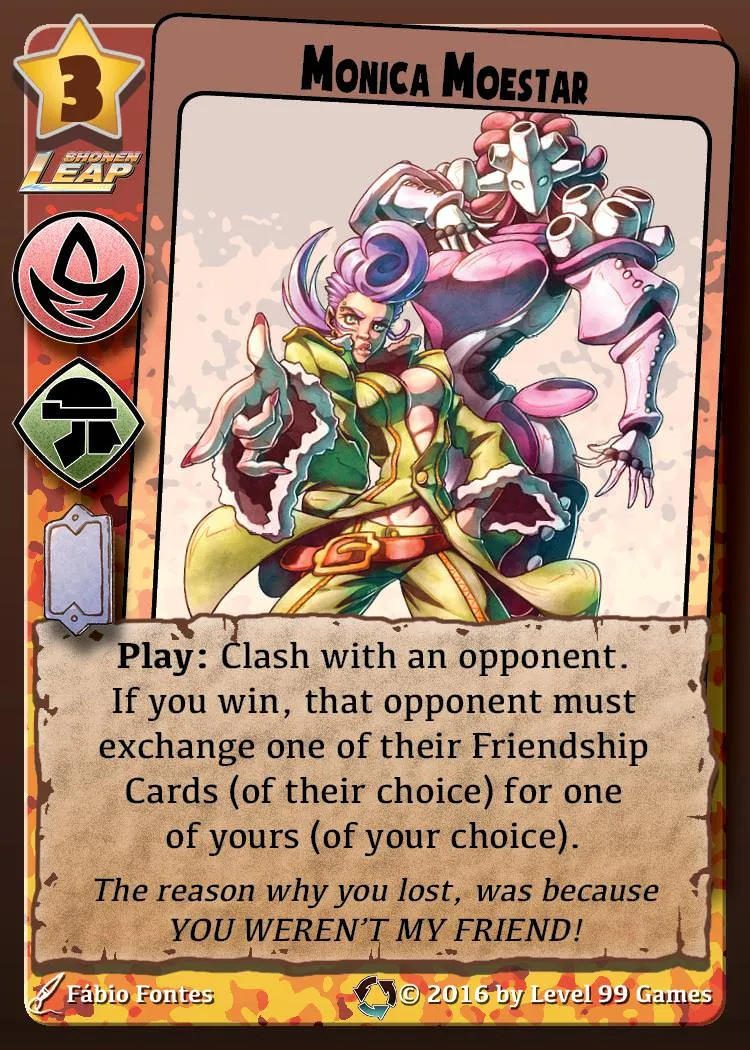 3
Monica Moestar
SHONEN
LEAP
Play: Clash with an opponent.
If you win, that opponent must
exchange one of their Friendship
Cards (of their choice) for one
of yours (of your choice).
The reason why you lost, was because
YOU WEREN'T MY FRIEND!
Fábio Fontes
© 2016 by Level 99 Games